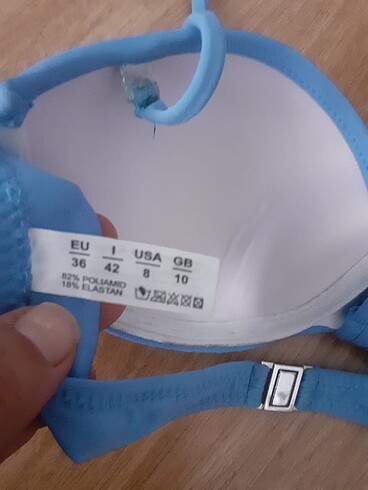 EU I USA GB
36 42 8 10
82% POLIAMID
18% ELASTAN